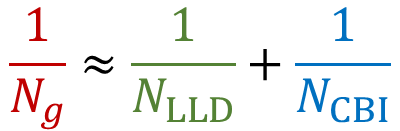 1/N_g ≈ 1/N_LLD + 1/N_CBI